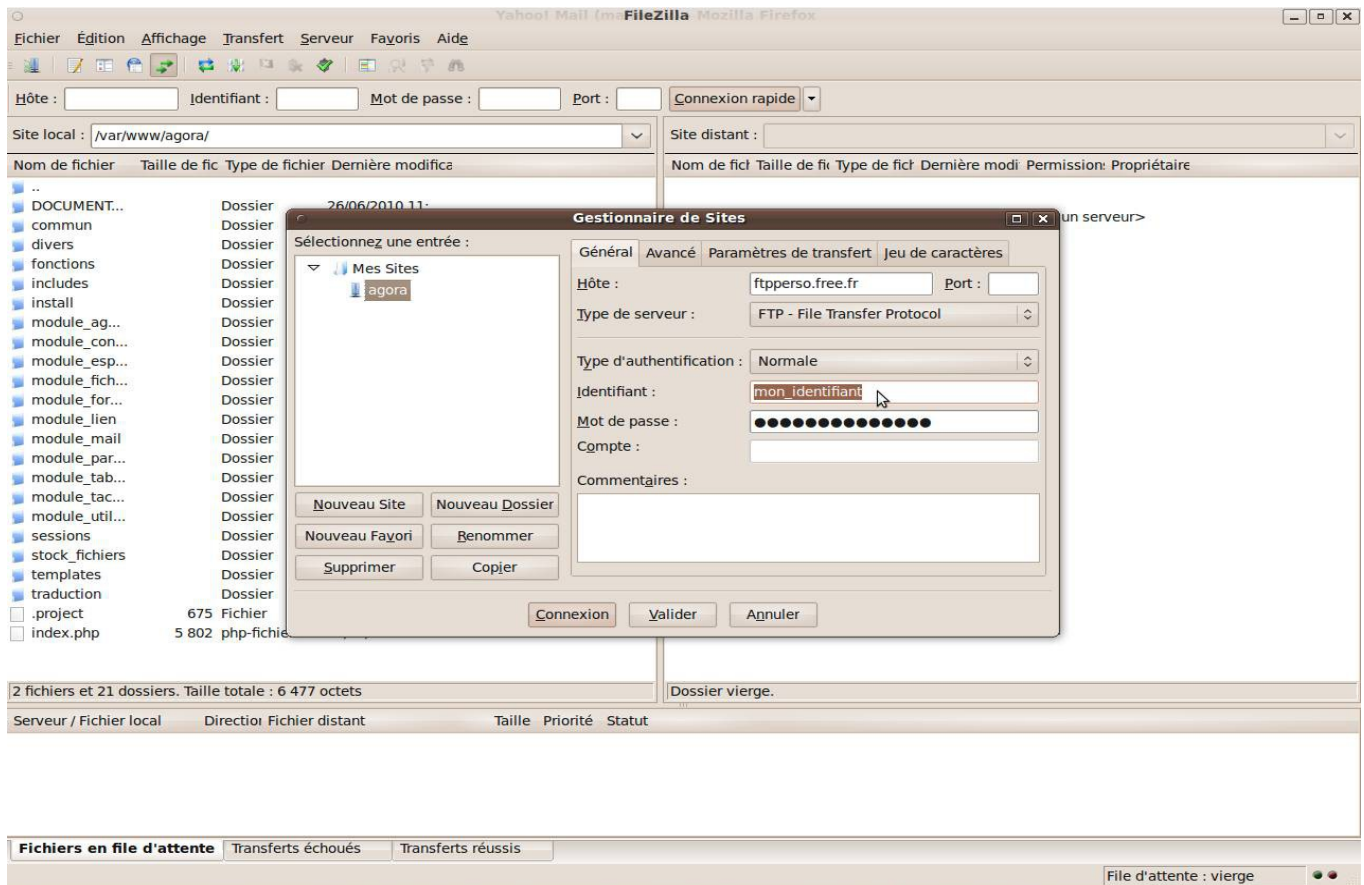 Yahoo! Mail (ma FileZilla Mozilla Firefox
Fichier Édition Affichage Transfert Serveur Favoris Aide
Hôte : Identifiant : Mot de passe : Port : Connexion rapide
Site local : /var/www/agora/
Site distant :
Nom de fichier Taille de fic Type de fichier Dernière modifica
Nom de fich Taille de fic Type de fich Dernière modi Permission: Propriétaire
..
DOCUMENT... Dossier 26/06/2010 11:
commun Dossier
un serveur>
divers Dossier
fonctions Dossier
includes Dossier
install Dossier
module_ag... Dossier
module_con... Dossier
module_esp... Dossier
module_fich... Dossier
module_for... Dossier
module_lien Dossier
module_mail Dossier
module_par... Dossier
module_tab... Dossier
module_tac... Dossier
module_util... Dossier
sessions Dossier
stock_fichiers Dossier
templates Dossier
traduction Dossier
.project 675 Fichier
index.php 5 802 php-fichie
Gestionnaire de Sites
Sélectionnez une entrée :
Mes Sites
agora
Nouveau Site Nouveau Dossier
Nouveau Favori Renommer
Supprimer Copier
Général Avancé Paramètres de transfert Jeu de caractères
Hôte : ftpperso.free.fr Port :
Type de serveur : FTP - File Transfer Protocol
Type d'authentification : Normale
Identifiant : mon_identifiant
Mot de passe : ●●●●●●●●●●●●●●
Compte :
Commentaires :
Connexion Valider Annuler
2 fichiers et 21 dossiers. Taille totale : 6 477 octets
Dossier vierge.
Serveur / Fichier local Direction Fichier distant Taille Priorité Statut
Fichiers en file d'attente Transferts échoués Transferts réussis
File d'attente : vierge